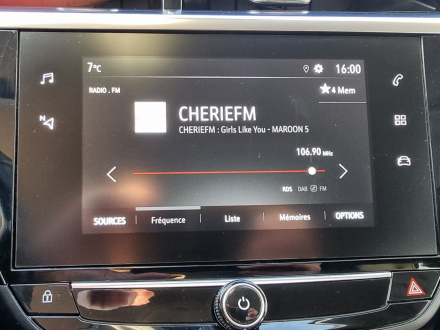 7°C 16:00
RADIO . FM
4 Mem
CHERIEFM
CHERIEFM : Girls Like You - MAROON 5
106.90 MHz
RDS DAB FM
SOURCES Fréquence Liste Mémoires OPTIONS
N